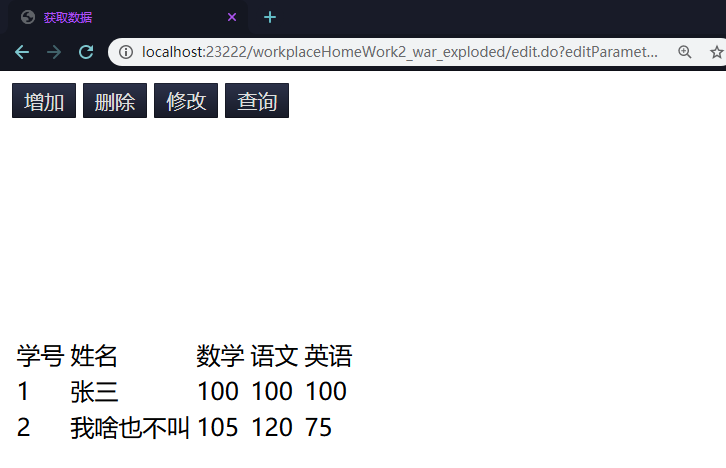 获取数据
localhost:23222/workplaceHomeWork2_war_exploded/edit.do?editParamet...
增加 删除 修改 查询
学号 姓名 数学 语文 英语
1 张三 100 100 100
2 我啥也不叫 105 120 75